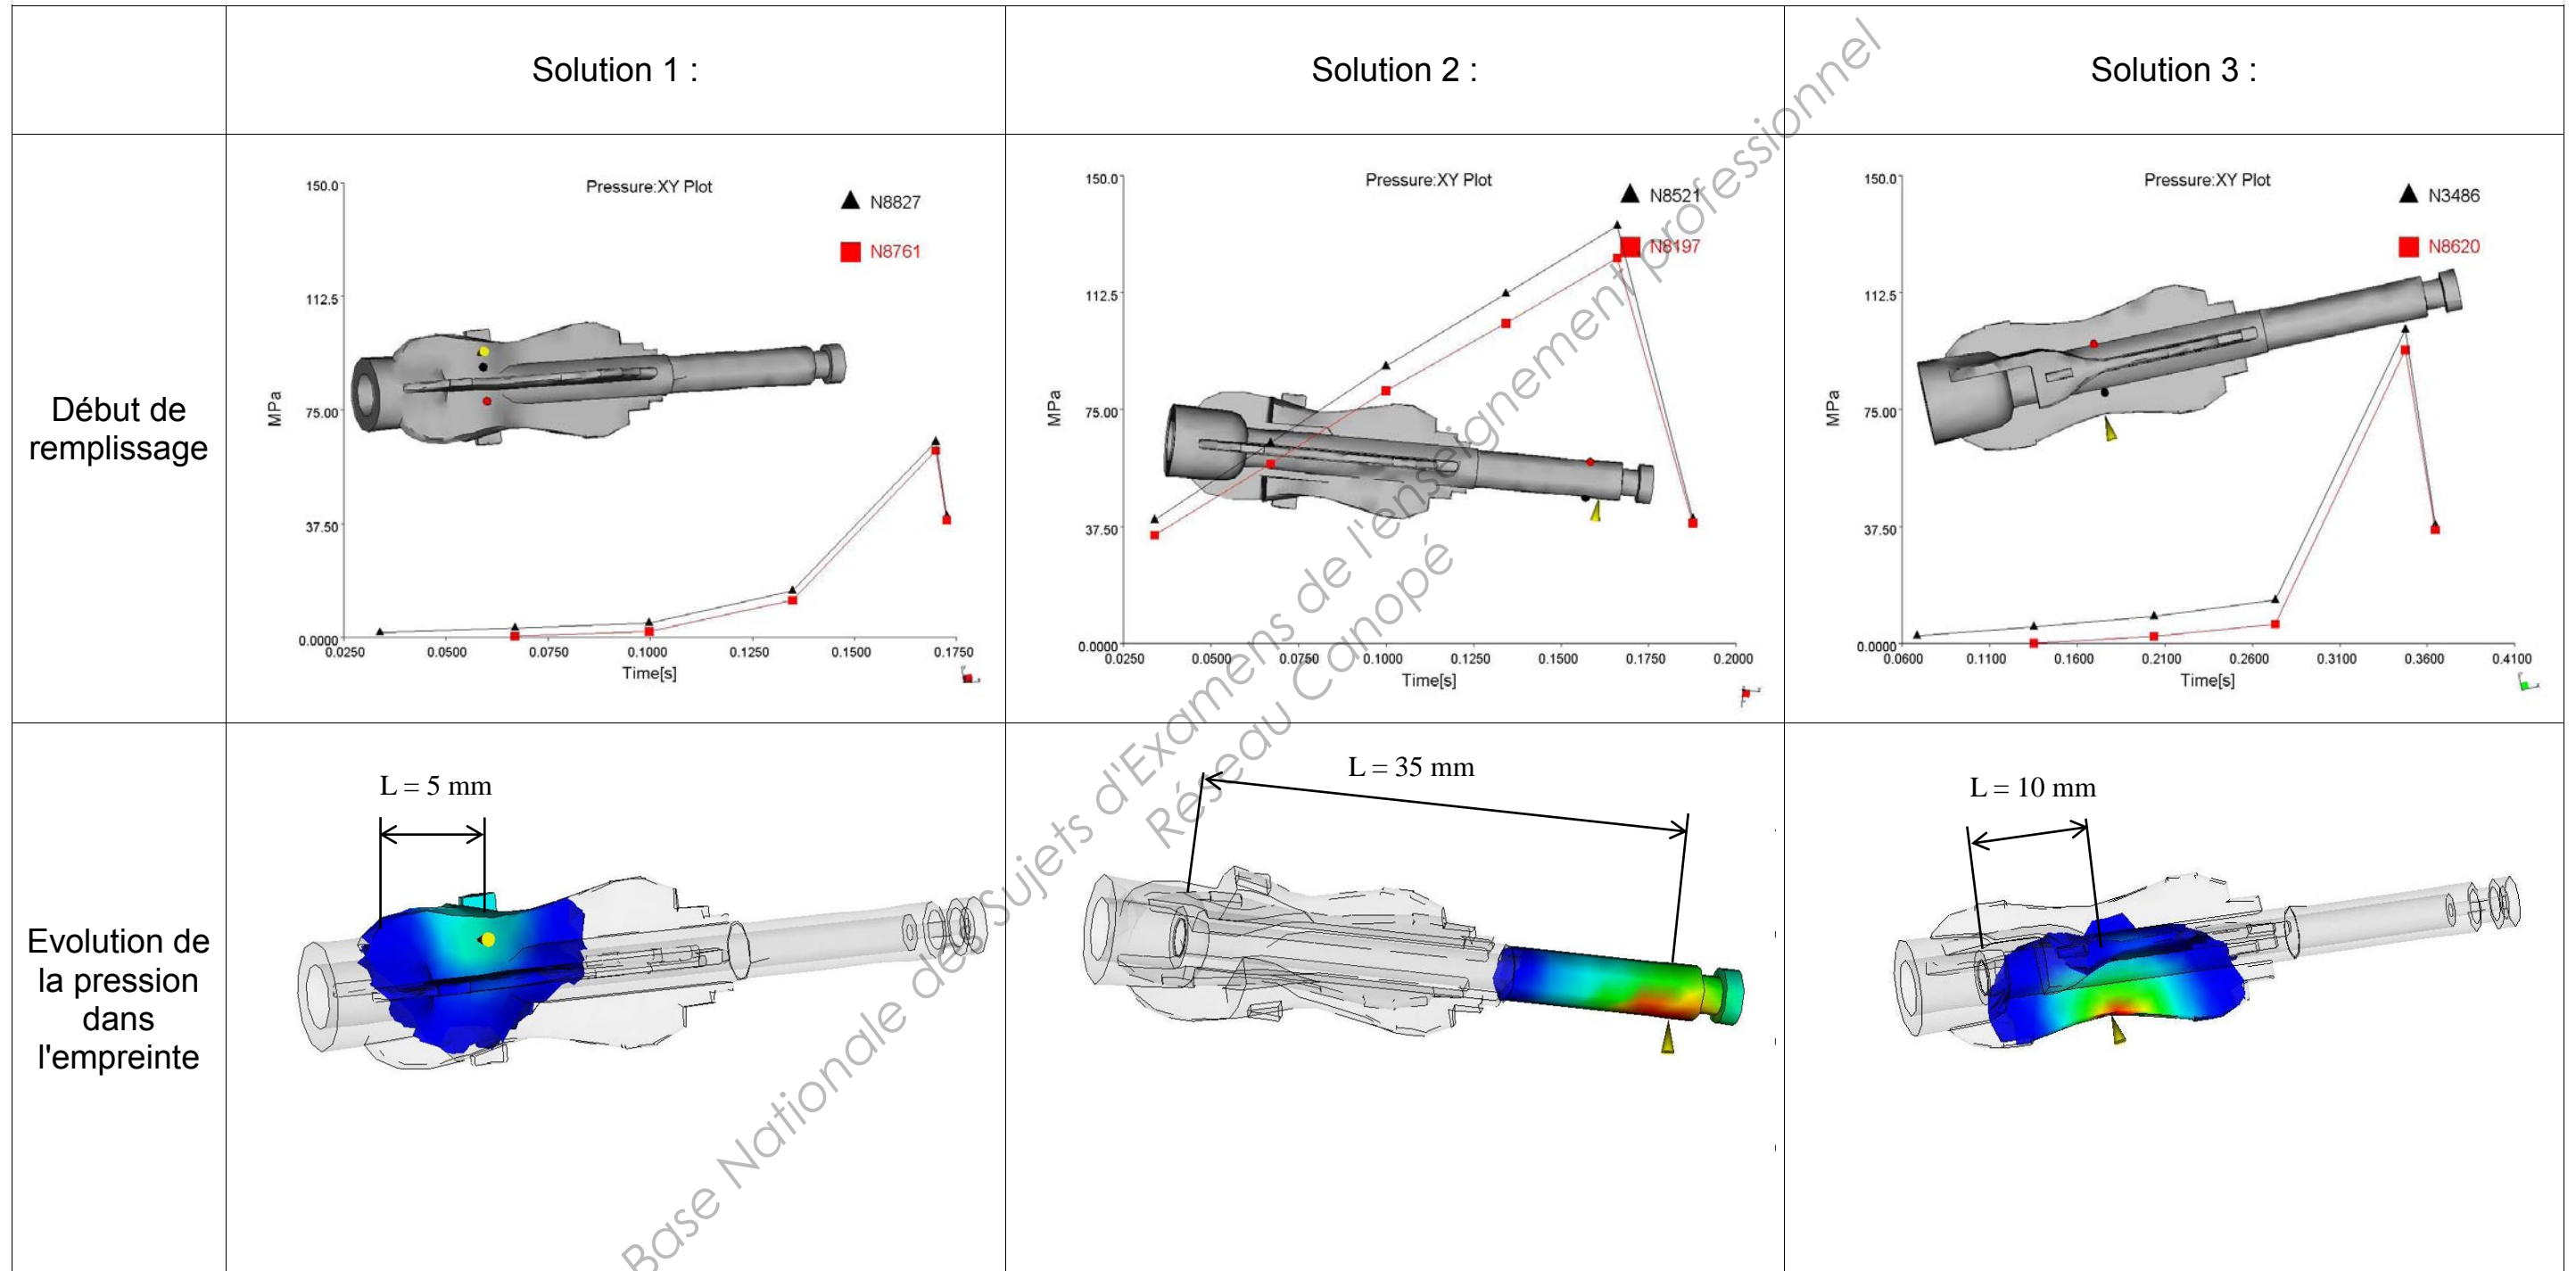 Solution 1 :
Solution 2 :
Solution 3 :
Début de
remplissage
Pressure:XY Plot
N8827
N8761
150.0
112.5
75.00
37.50
0.0000
MPa
0.0250
0.0500
0.0750
0.1000
0.1250
0.1500
0.1750
Time[s]
Pressure:XY Plot
N8521
N8197
150.0
112.5
75.00
37.50
0.0000
MPa
0.0250
0.0500
0.0750
0.1000
0.1250
0.1500
0.1750
0.2000
Time[s]
Pressure:XY Plot
N3486
N8620
150.0
112.5
75.00
37.50
0.0000
MPa
0.0600
0.1100
0.1600
0.2100
0.2600
0.3100
0.3600
0.4100
Time[s]
Evolution de
la pression
dans
l'empreinte
L = 5 mm
L = 35 mm
L = 10 mm
Base Nationale des Sujets d'Examens de l'enseignement professionnel
Réseau Canopé